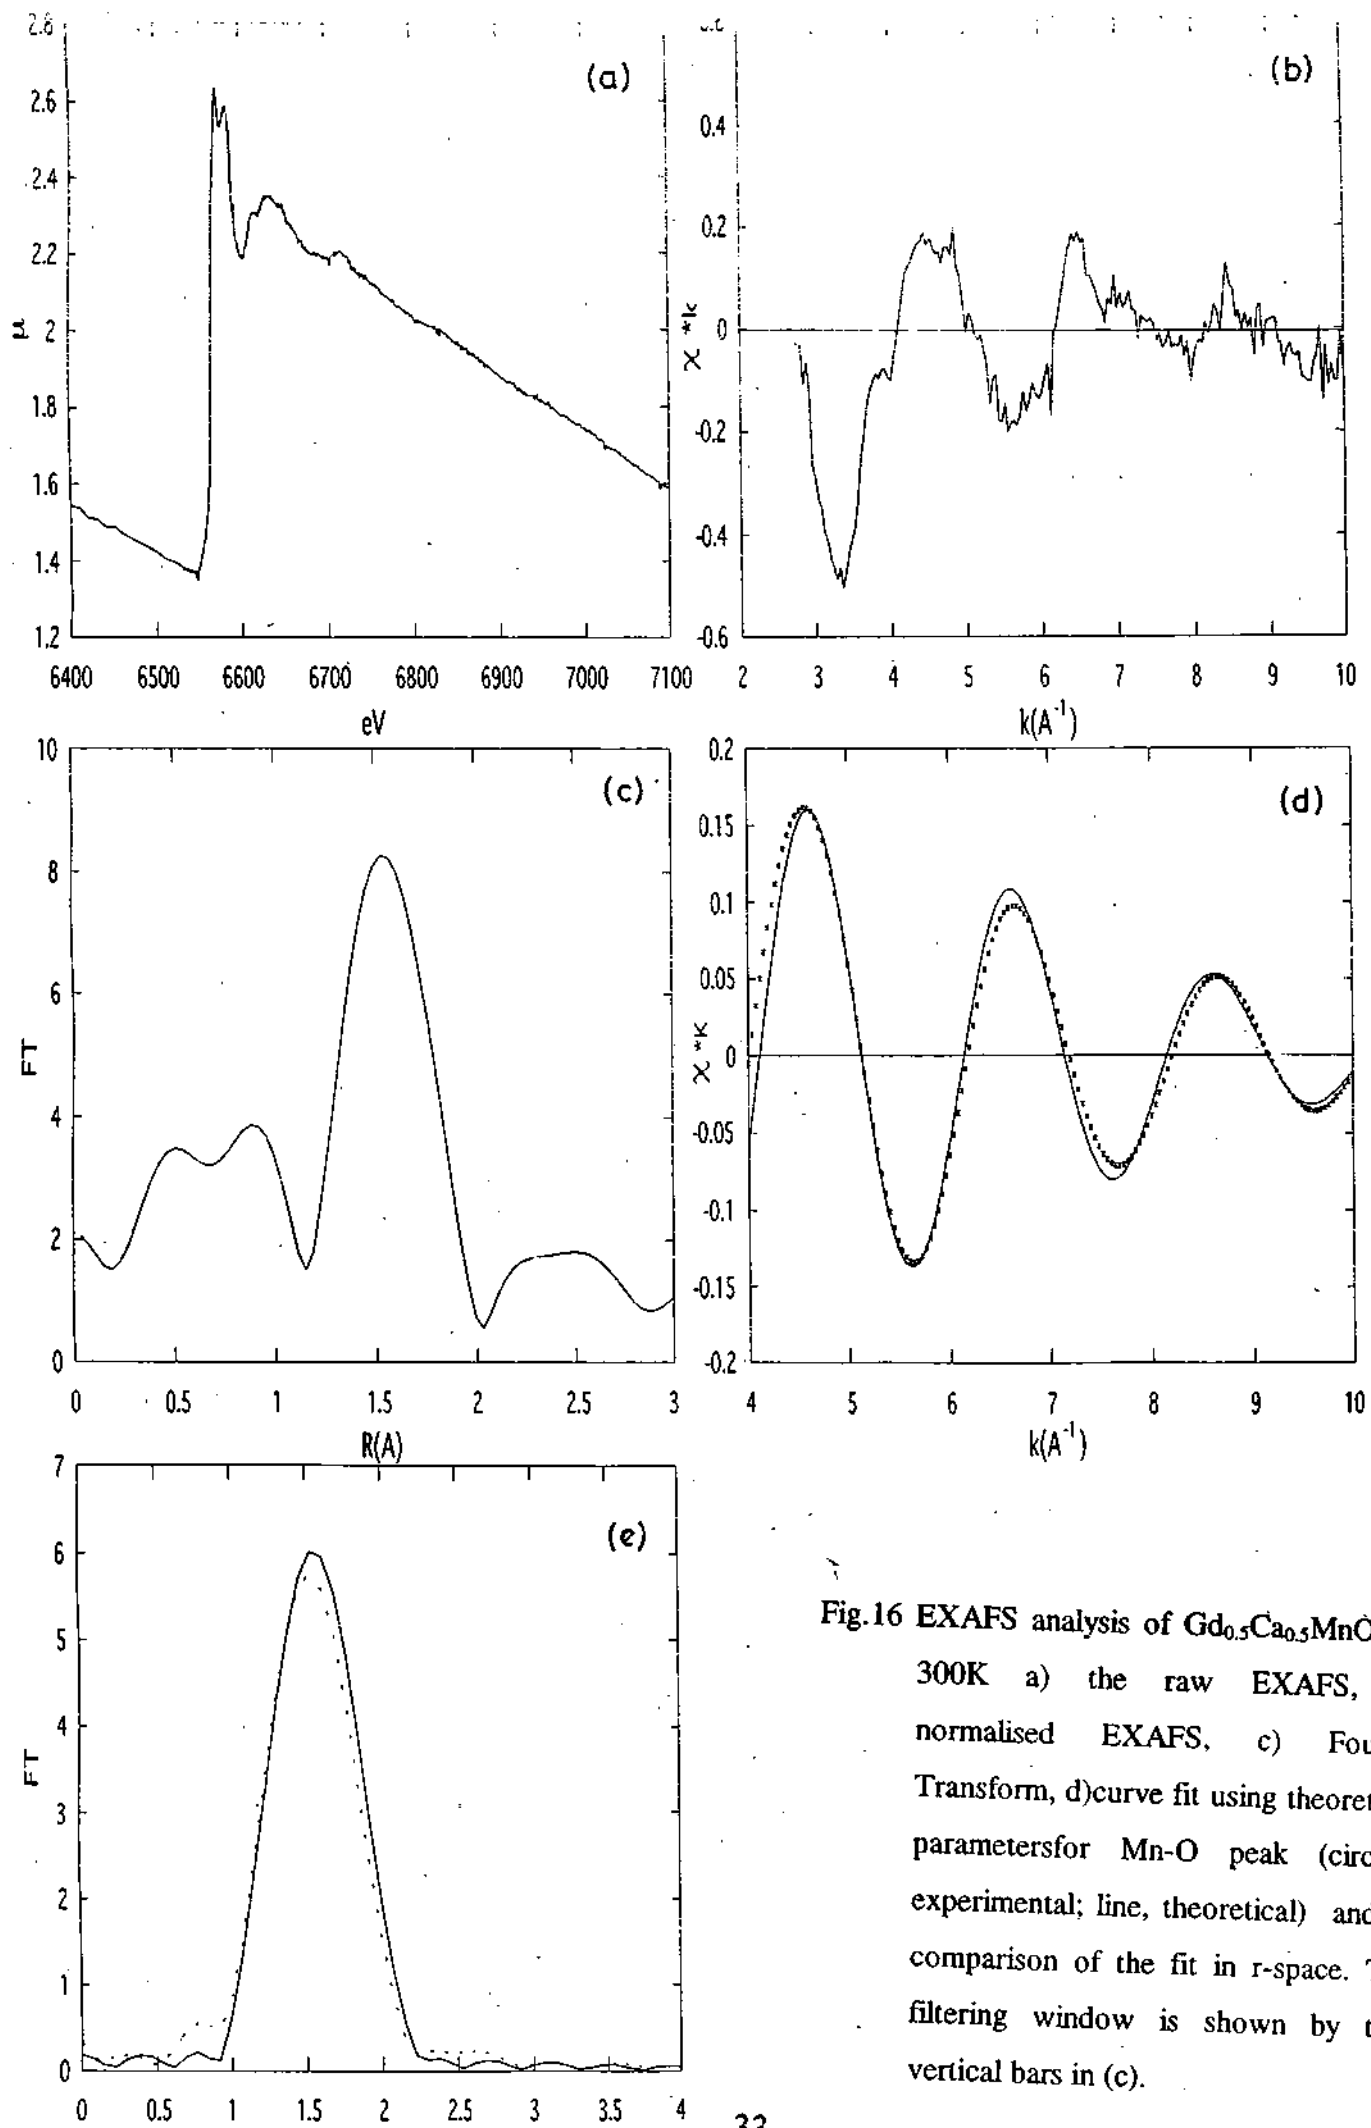 2.8
2.6
2.4
2.2
2
1.8
1.6
1.4
1.2
μ
(a)
6400 6500 6600 6700 6800 6900 7000 7100
eV
0.4
0.2
0
-0.2
-0.4
-0.6
χ*k
(b)
2 3 4 5 6 7 8 9 10
k(A⁻¹)
10
8
6
4
2
0
FT
(c)
0 0.5 1 1.5 2 2.5 3
R(A)
0.2
0.15
0.1
0.05
0
-0.05
-0.1
-0.15
-0.2
χ*K
(d)
4 5 6 7 8 9 10
k(A⁻¹)
7
6
5
4
3
2
1
0
FT
(e)
0 0.5 1 1.5 2 2.5 3 3.5 4
Fig.16 EXAFS analysis of Gd₀.₅Ca₀.₅MnO
300K a) the raw EXAFS,
normalised EXAFS, c) Fou
Transform, d)curve fit using theoret
parametersfor Mn-O peak (circ
experimental; line, theoretical) and
comparison of the fit in r-space.
filtering window is shown by t
vertical bars in (c).